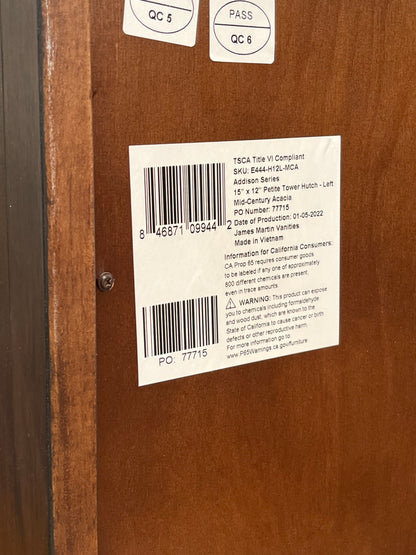 QC 5
PASS
QC 6
TSCA Title VI Compliant
SKU: E444-H12L-MCA
Addison Series
15" x 12" Petite Tower Hutch - Left
Mid-Century Acacia
PO Number: 77715
Date of Production: 01-05-2022
James Martin Vanities
Made in Vietnam
8 46871 09944 2
Information for California Consumers:
CA Prop 65 requires consumer goods
to be labeled if any one of approximately
800 different chemicals are present,
even in trace amounts.
⚠ WARNING: This product can expose
you to chemicals including formaldehyde
and wood dust, which are known to the
State of California to cause cancer or birth
defects or other reproductive harm.
For more information go to
www.P65Warnings.ca.gov/furniture
PO: 77715